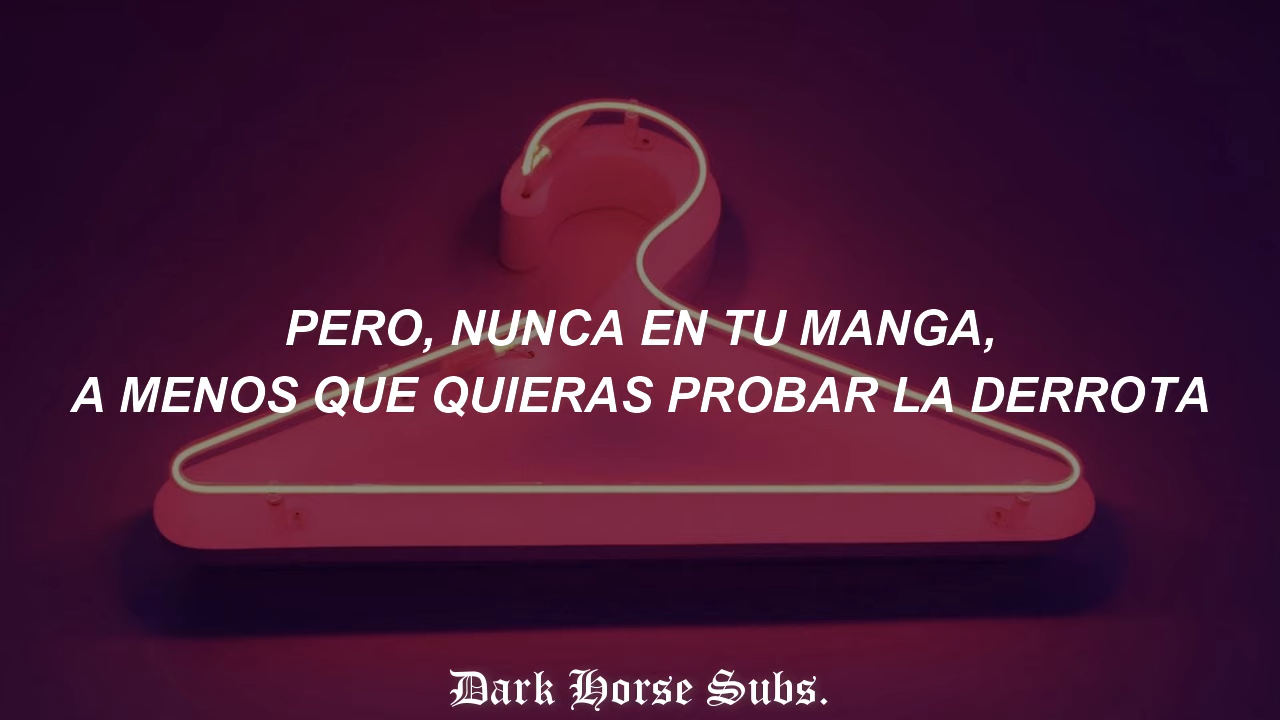 PERO, NUNCA EN TU MANGA,
A MENOS QUE QUIERAS PROBAR LA DERROTA
Dark Horse Subs.